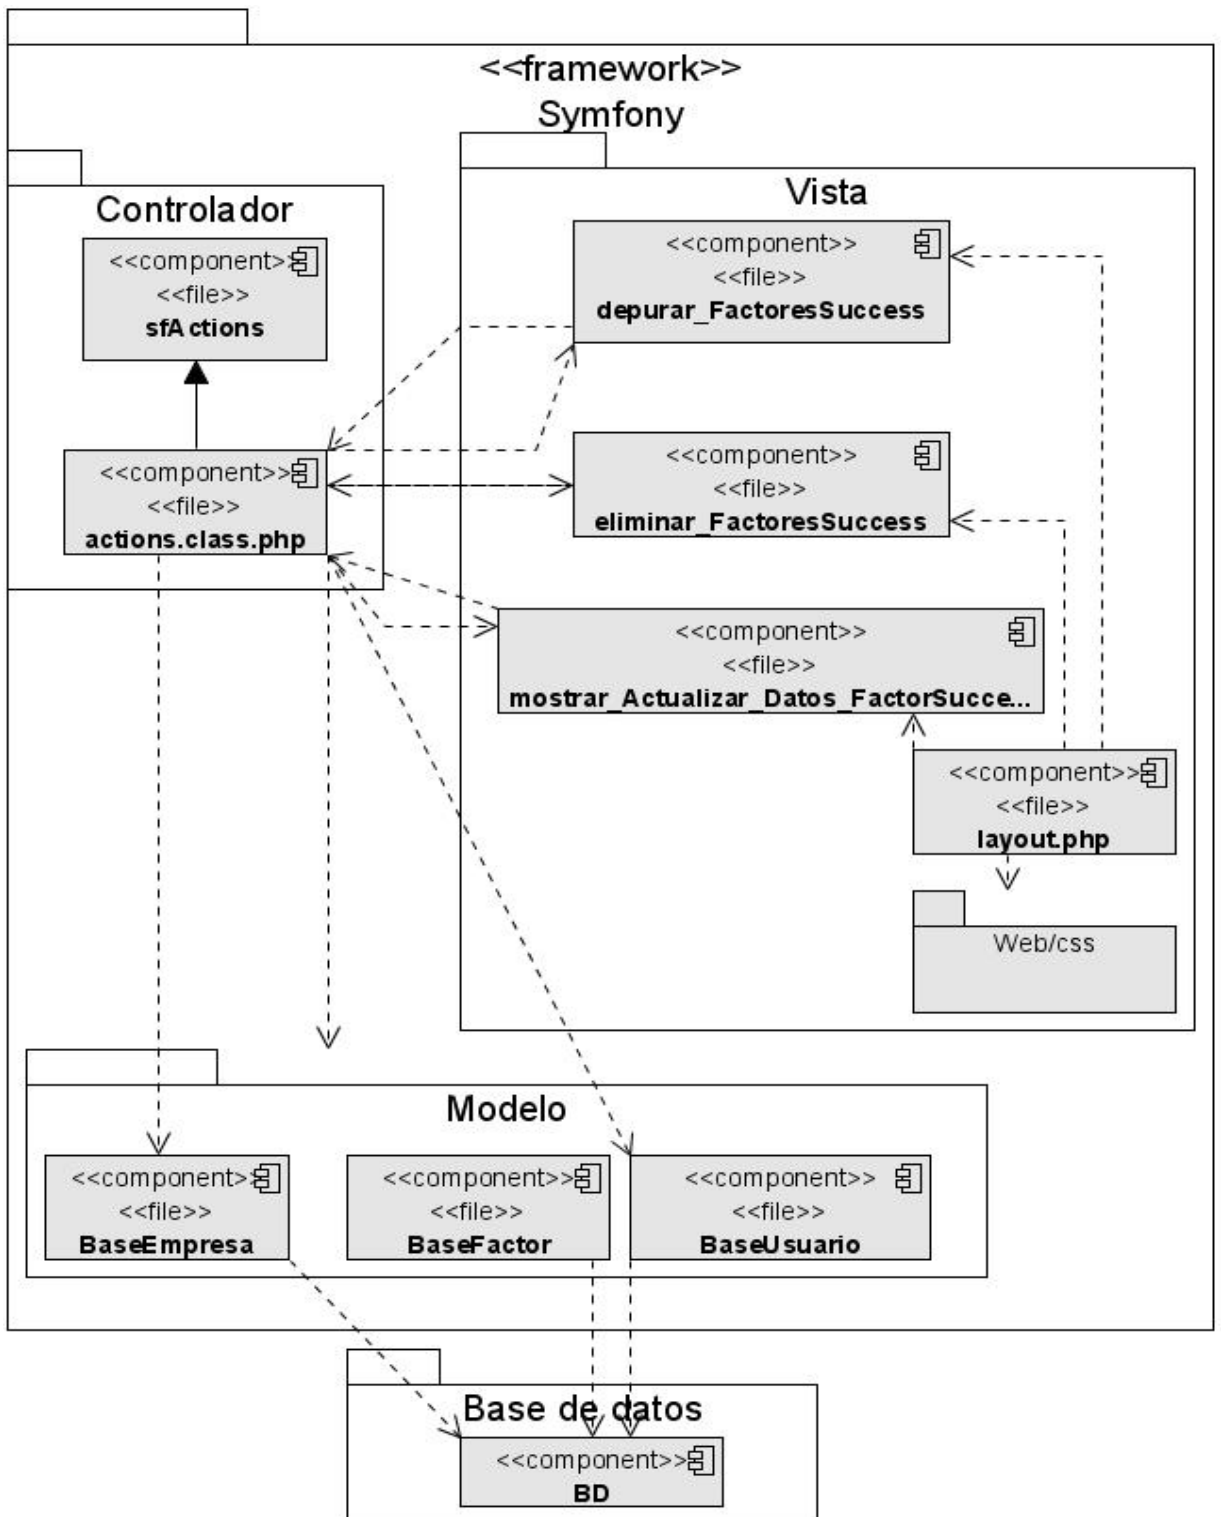 <<framework>>
Symfony
Controlador
<<component>>
<<file>>
sfActions
<<component>>
<<file>>
actions.class.php
Vista
<<component>>
<<file>>
depurar_FactoresSuccess
<<component>>
<<file>>
eliminar_FactoresSuccess
<<component>>
<<file>>
mostrar_Actualizar_Datos_FactorSucce...
<<component>>
<<file>>
layout.php
Web/css
Modelo
<<component>>
<<file>>
BaseEmpresa
<<component>>
<<file>>
BaseFactor
<<component>>
<<file>>
BaseUsuario
Base de datos
<<component>>
BD